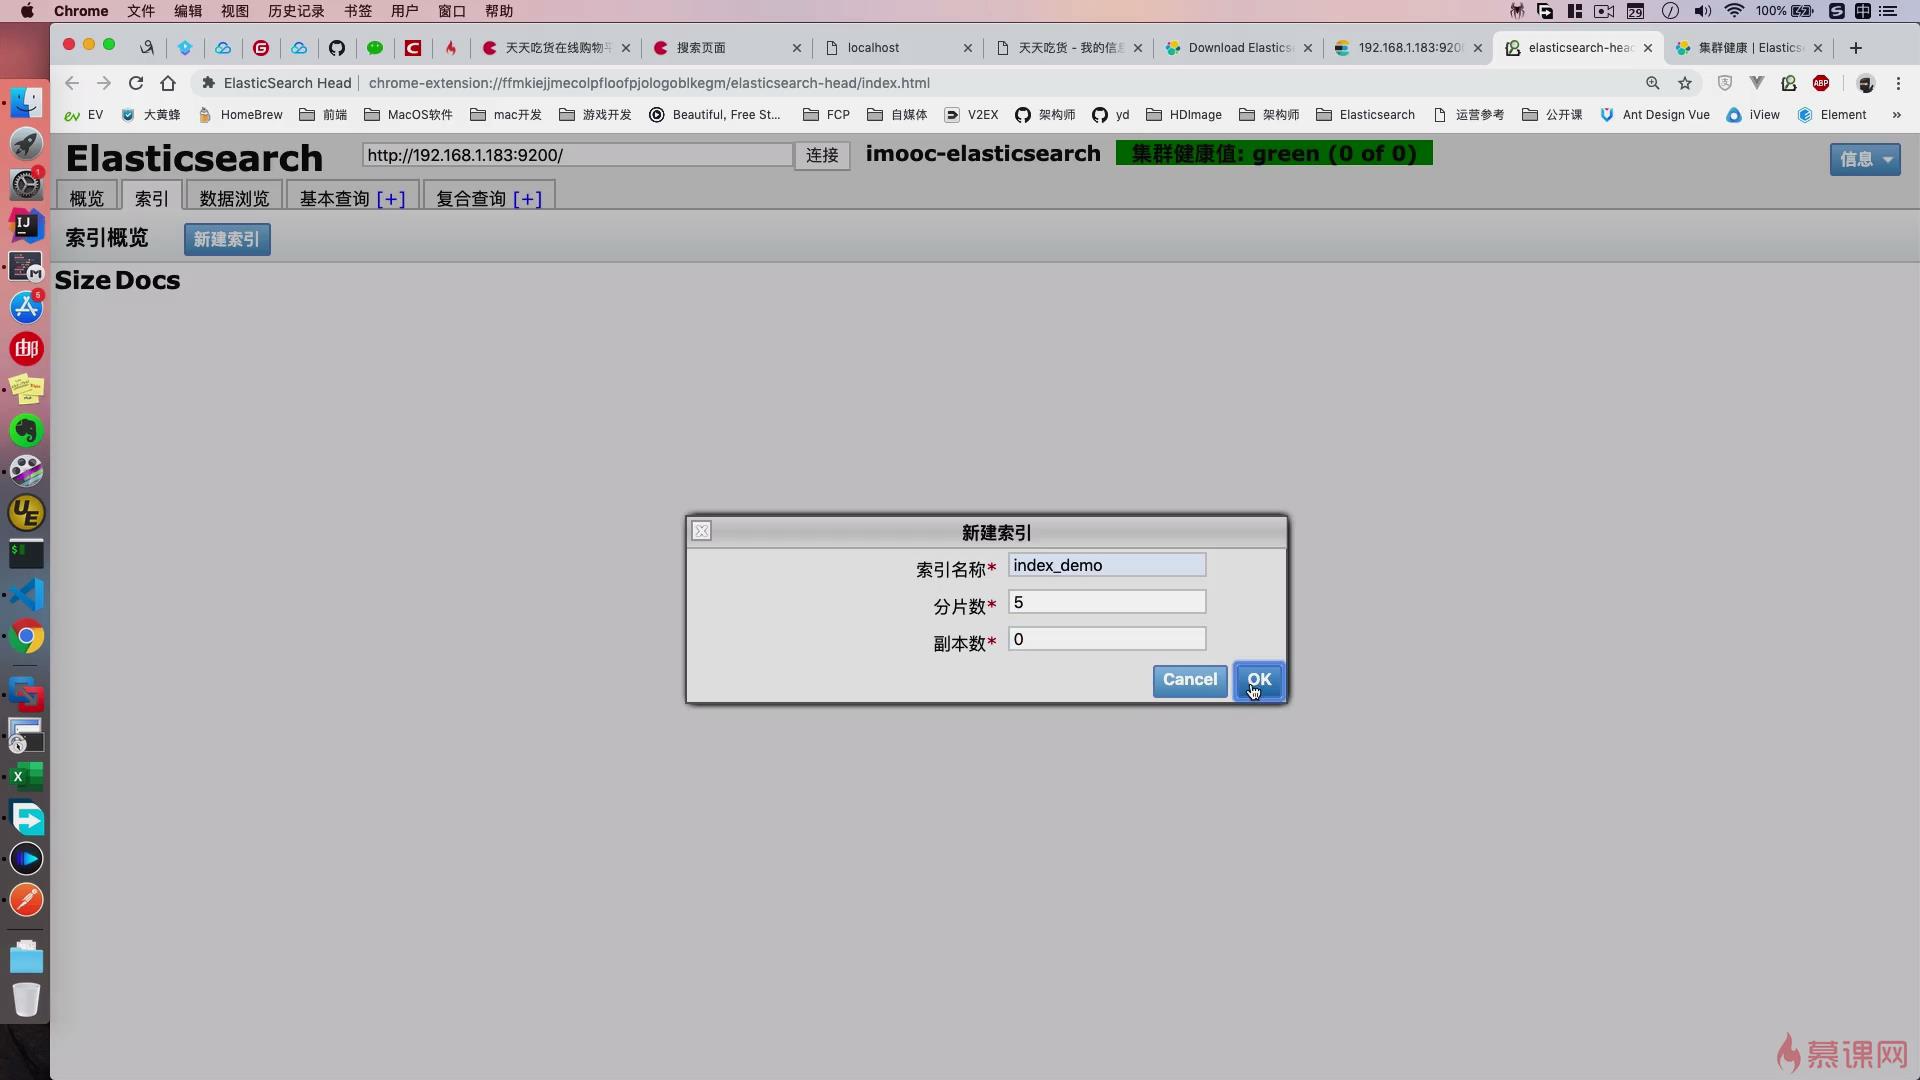 Chrome 文件 编辑 视图 历史记录 书签 用户 窗口 帮助 29 100%
天天吃货在线购物平 搜索页面 localhost 天天吃货 - 我的信息 Download Elastics 192.168.1.183:920 elasticsearch-head 集群健康 | Elastics
ElasticSearch Head chrome-extension://ffmkiejjmecolpfloofpjologoblkegm/elasticsearch-head/index.html
EV 大黄蜂 HomeBrew 前端 MacOS软件 mac开发 游戏开发 Beautiful, Free St... FCP 自媒体 V2EX 架构师 yd HDImage 架构师 Elasticsearch 运营参考 公开课 Ant Design Vue iView Element »
Elasticsearch http://192.168.1.183:9200/ 连接 imooc-elasticsearch 集群健康值: green (0 of 0) 信息
概览 索引 数据浏览 基本查询 [+] 复合查询 [+]
索引概览 新建索引
Size Docs
新建索引
索引名称* index_demo
分片数* 5
副本数* 0
Cancel OK
慕课网